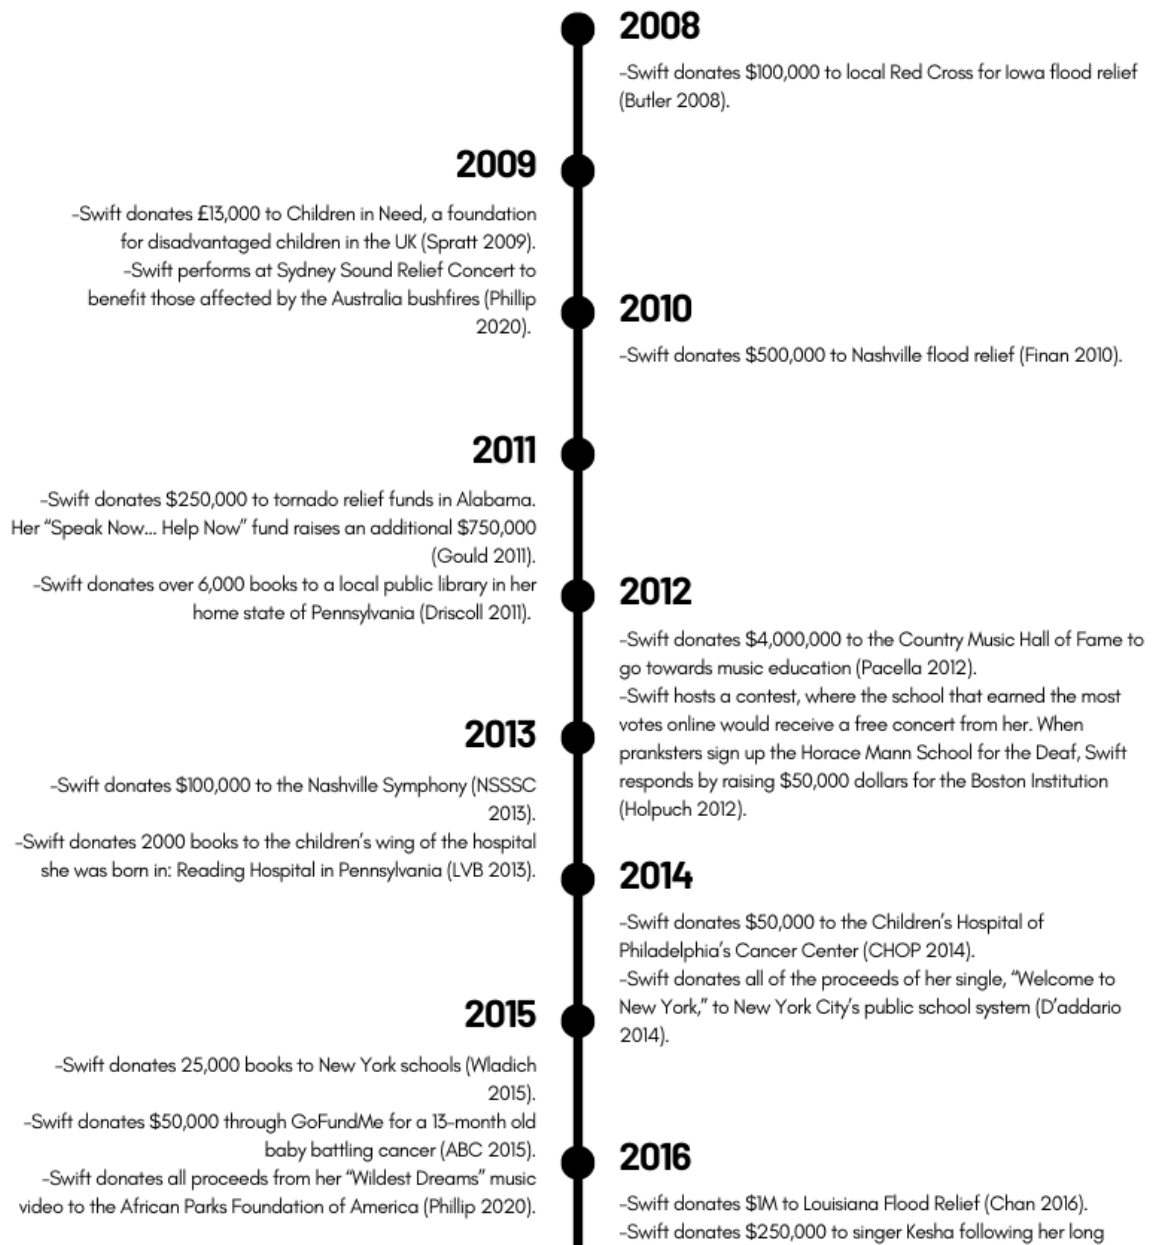 2008
-Swift donates $100,000 to local Red Cross for Iowa flood relief
(Butler 2008).
2009
-Swift donates £13,000 to Children in Need, a foundation
for disadvantaged children in the UK (Spratt 2009).
-Swift performs at Sydney Sound Relief Concert to
benefit those affected by the Australia bushfires (Phillip
2020).
2010
-Swift donates $500,000 to Nashville flood relief (Finan 2010).
2011
-Swift donates $250,000 to tornado relief funds in Alabama.
Her “Speak Now... Help Now” fund raises an additional $750,000
(Gould 2011).
-Swift donates over 6,000 books to a local public library in her
home state of Pennsylvania (Driscoll 2011).
2012
-Swift donates $4,000,000 to the Country Music Hall of Fame to
go towards music education (Pacella 2012).
-Swift hosts a contest, where the school that earned the most
votes online would receive a free concert from her. When
pranksters sign up the Horace Mann School for the Deaf, Swift
responds by raising $50,000 dollars for the Boston Institution
(Holpuch 2012).
2013
-Swift donates $100,000 to the Nashville Symphony (NSSSC
2013).
-Swift donates 2000 books to the children’s wing of the hospital
she was born in: Reading Hospital in Pennsylvania (LVB 2013).
2014
-Swift donates $50,000 to the Children’s Hospital of
Philadelphia’s Cancer Center (CHOP 2014).
-Swift donates all of the proceeds of her single, “Welcome to
New York,” to New York City’s public school system (D’addario
2014).
2015
-Swift donates 25,000 books to New York schools (Wladich
2015).
-Swift donates $50,000 through GoFundMe for a 13-month old
baby battling cancer (ABC 2015).
-Swift donates all proceeds from her “Wildest Dreams” music
video to the African Parks Foundation of America (Phillip 2020).
2016
-Swift donates $1M to Louisiana Flood Relief (Chan 2016).
-Swift donates $250,000 to singer Kesha following her long